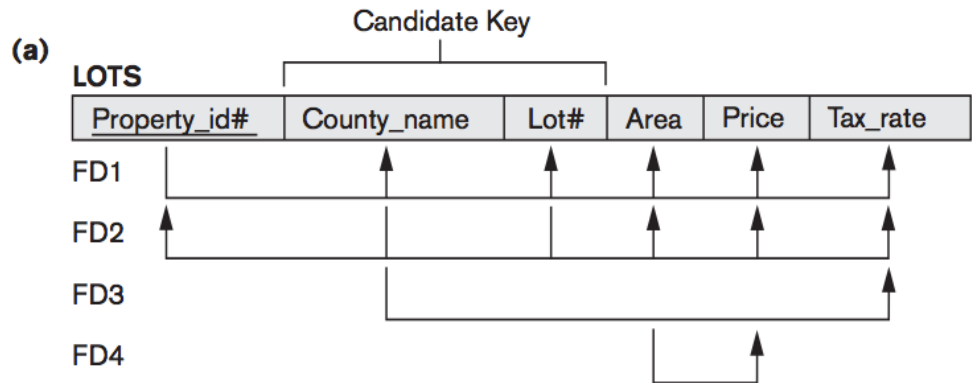 Candidate Key
(a)
LOTS
Property_id# County_name Lot# Area Price Tax_rate
FD1
FD2
FD3
FD4